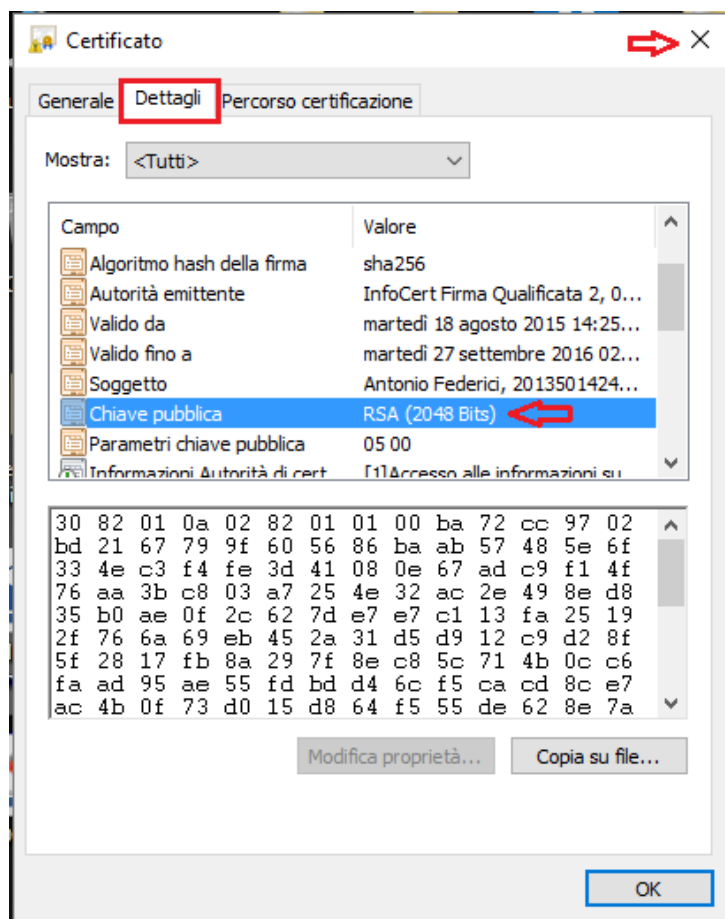 Certificato
Generale Dettagli Percorso certificazione
Mostra: <Tutti>
Campo Valore
Algoritmo hash della firma sha256
Autorità emittente InfoCert Firma Qualificata 2, 0...
Valido da martedì 18 agosto 2015 14:25...
Valido fino a martedì 27 settembre 2016 02...
Soggetto Antonio Federici, 2013501424...
Chiave pubblica RSA (2048 Bits)
Parametri chiave pubblica 05 00
Informazioni Autorità di cert [1]Accesso alle informazioni su
30 82 01 0a 02 82 01 01 00 ba 72 cc 97 02
bd 21 67 79 9f 60 56 86 ba ab 57 48 5e 6f
33 4e c3 f4 fe 3d 41 08 0e 67 ad c9 f1 4f
76 aa 3b c8 03 a7 25 4e 32 ac 2e 49 8e d8
35 b0 ae 0f 2c 62 7d e7 e7 c1 13 fa 25 19
2f 76 6a 69 eb 45 2a 31 d5 d9 12 c9 d2 8f
5f 28 17 fb 8a 29 7f 8e c8 5c 71 4b 0c c6
fa ad 95 ae 55 fd bd d4 6c f5 ca cd 8c e7
ac 4b 0f 73 d0 15 d8 64 f5 55 de 62 8e 7a
Modifica proprietà... Copia su file...
OK